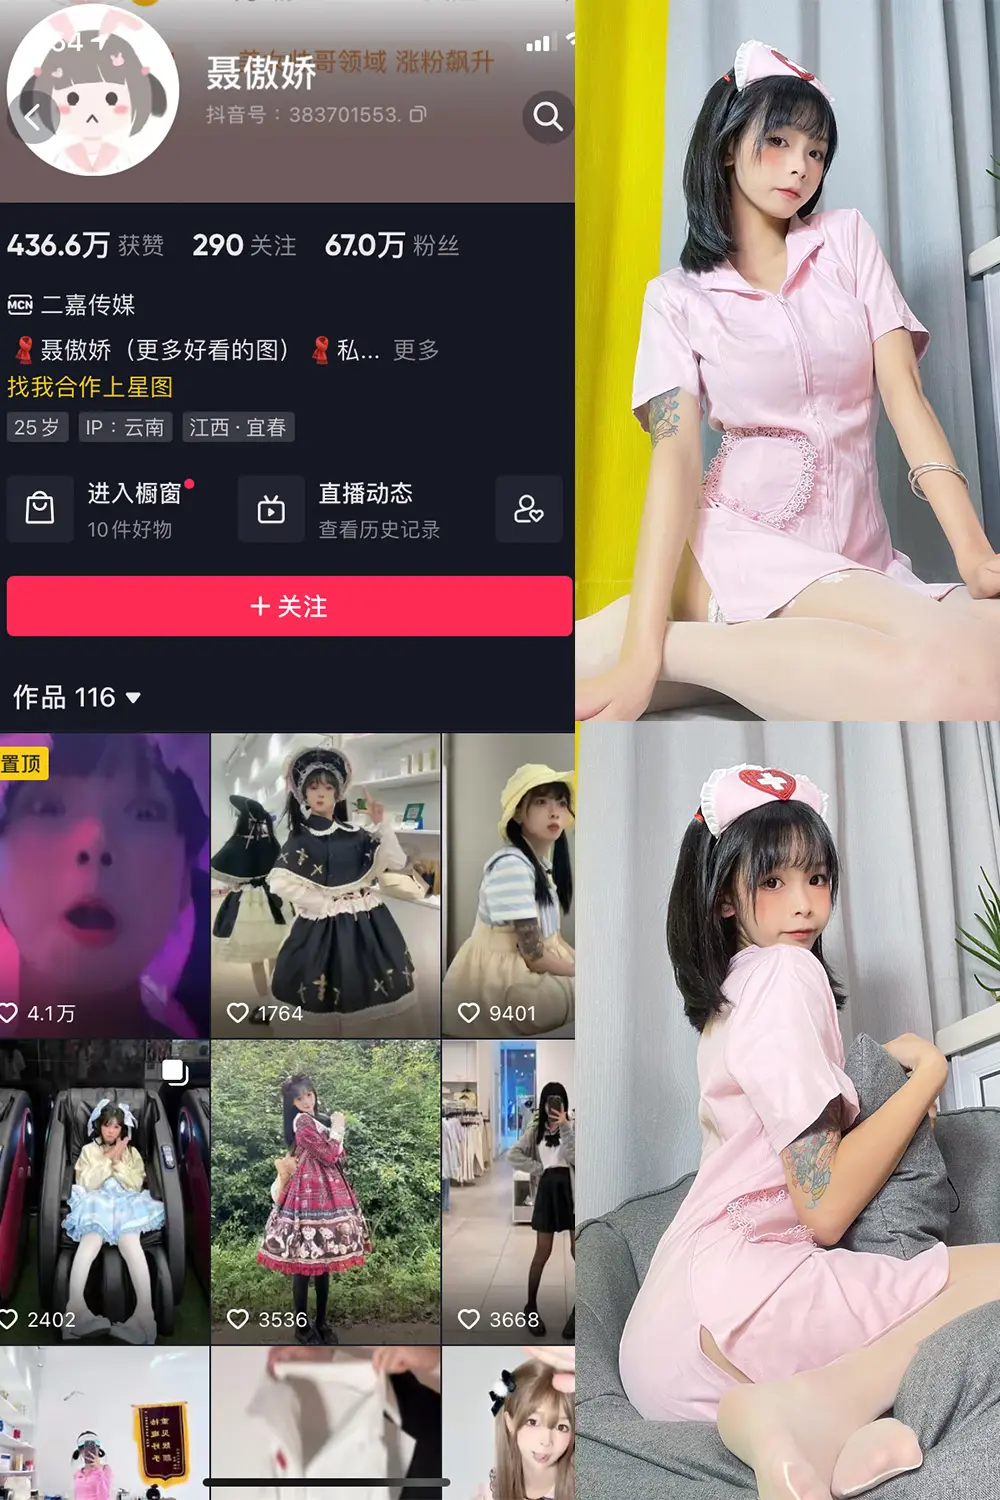 聂傲娇
哥领域 涨粉飙升
抖音号：383701553.
436.6万 获赞 290 关注 67.0万 粉丝
MCN 二嘉传媒
聂傲娇（更多好看的图） 私... 更多
找我合作上星图
25岁 IP：云南 江西·宜春
进入橱窗 直播动态
10件好物 查看历史记录
+ 关注
作品 116
置顶
4.1万 1764 9401
2402 3536 3668